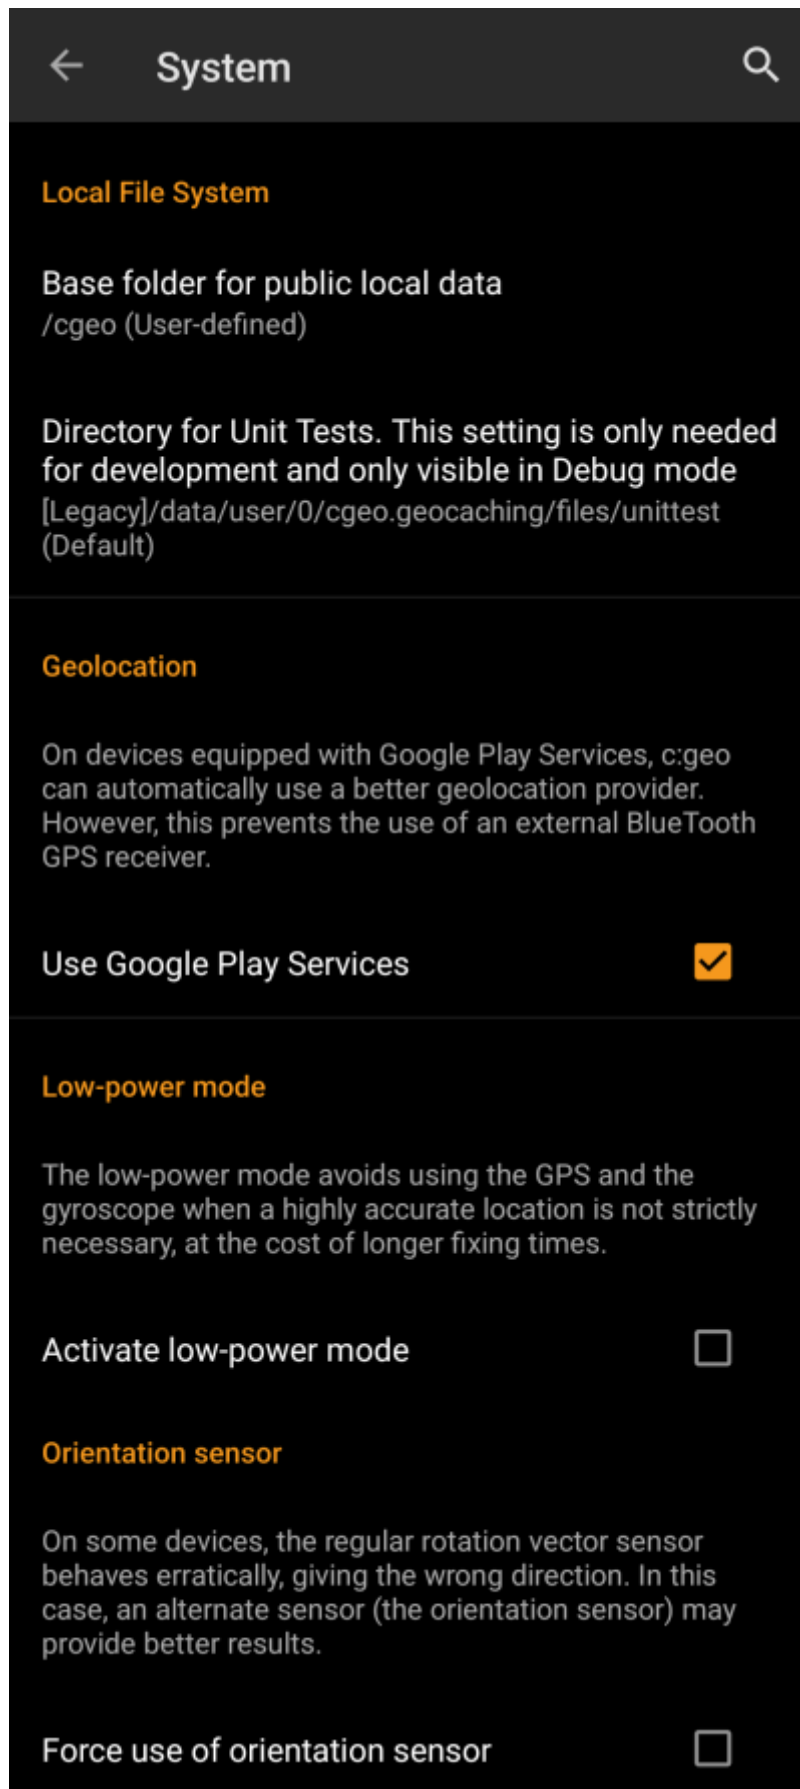 System
Local File System
Base folder for public local data
/cgeo (User-defined)
Directory for Unit Tests. This setting is only needed
for development and only visible in Debug mode
[Legacy]/data/user/0/cgeo.geocaching/files/unittest
(Default)
Geolocation
On devices equipped with Google Play Services, c:geo
can automatically use a better geolocation provider.
However, this prevents the use of an external BlueTooth
GPS receiver.
Use Google Play Services
Low-power mode
The low-power mode avoids using the GPS and the
gyroscope when a highly accurate location is not strictly
necessary, at the cost of longer fixing times.
Activate low-power mode
Orientation sensor
On some devices, the regular rotation vector sensor
behaves erratically, giving the wrong direction. In this
case, an alternate sensor (the orientation sensor) may
provide better results.
Force use of orientation sensor